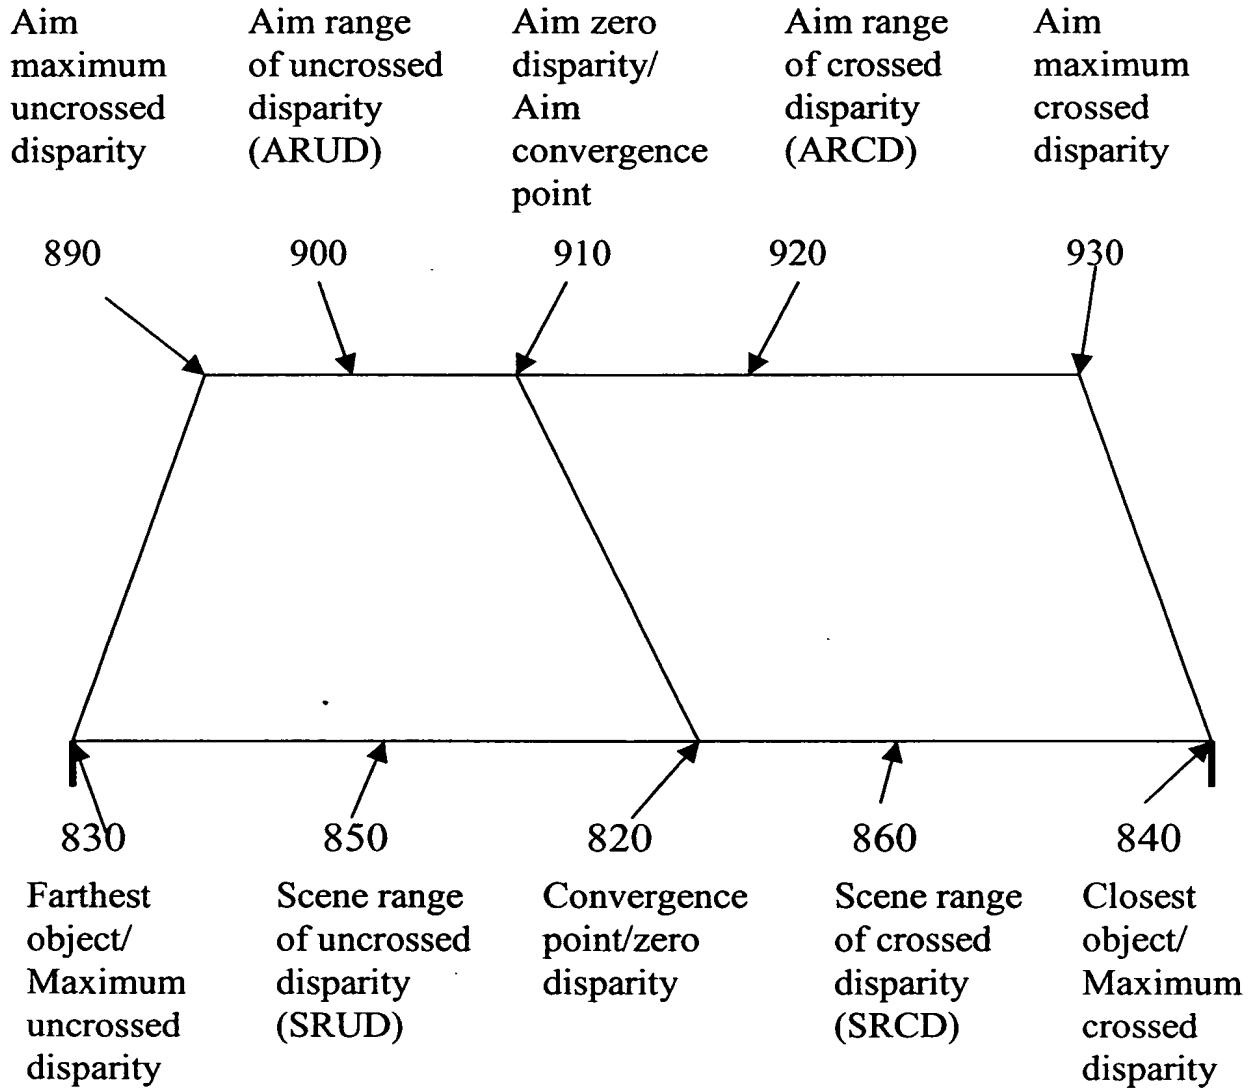 Aim
maximum
uncrossed
disparity
Aim range
of uncrossed
disparity
(ARUD)
Aim zero
disparity/
Aim
convergence
point
Aim range
of crossed
disparity
(ARCD)
Aim
maximum
crossed
disparity
890
900
910
920
930
830
850
820
860
840
Farthest
object/
Maximum
uncrossed
disparity
Scene range
of uncrossed
disparity
(SRUD)
Convergence
point/zero
disparity
Scene range
of crossed
disparity
(SRCD)
Closest
object/
Maximum
crossed
disparity